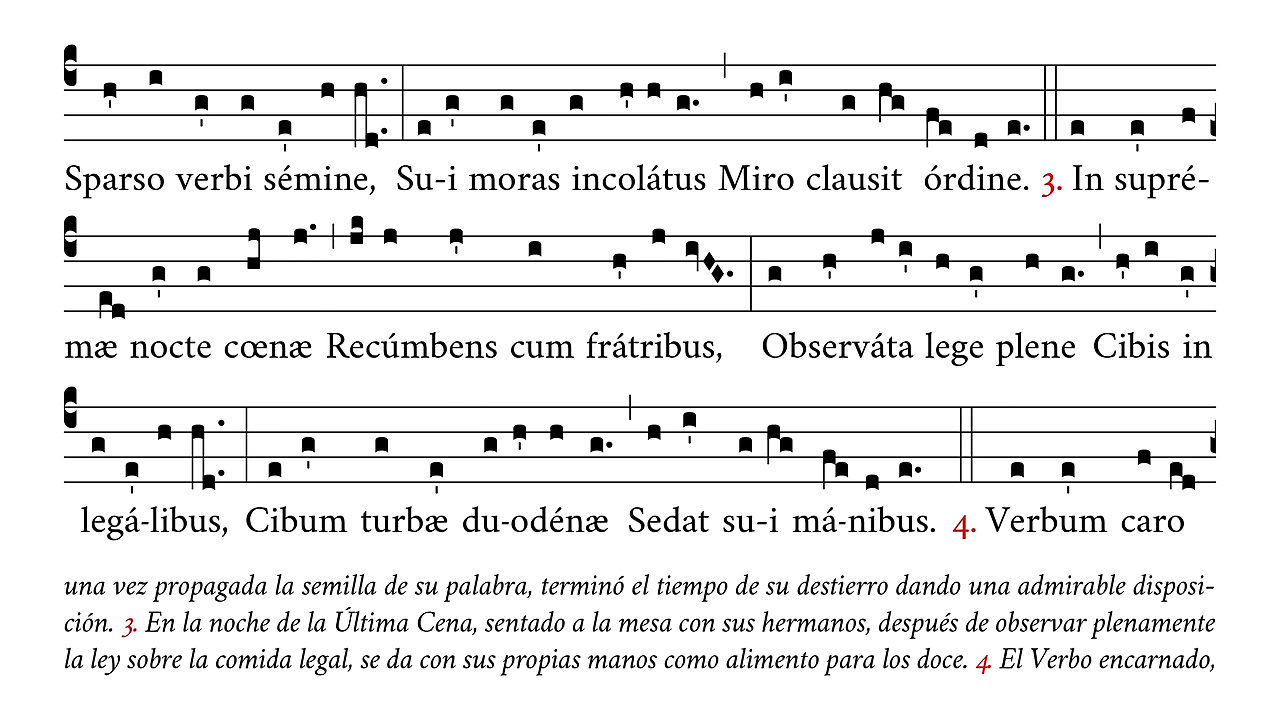 Sparso verbi sémine, Su-i moras incolátus Miro clausit órdine. 3. In supré-
mæ nocte cœnæ Recúmbens cum frátribus, Observáta lege plene Cibis in
legá-libus, Cibum turbæ du-odénæ Sedat su-i má-nibus. 4. Verbum caro
una vez propagada la semilla de su palabra, terminó el tiempo de su destierro dando una admirable disposi-
ción. 3. En la noche de la Última Cena, sentado a la mesa con sus hermanos, después de observar plenamente
la ley sobre la comida legal, se da con sus propias manos como alimento para los doce. 4. El Verbo encarnado,